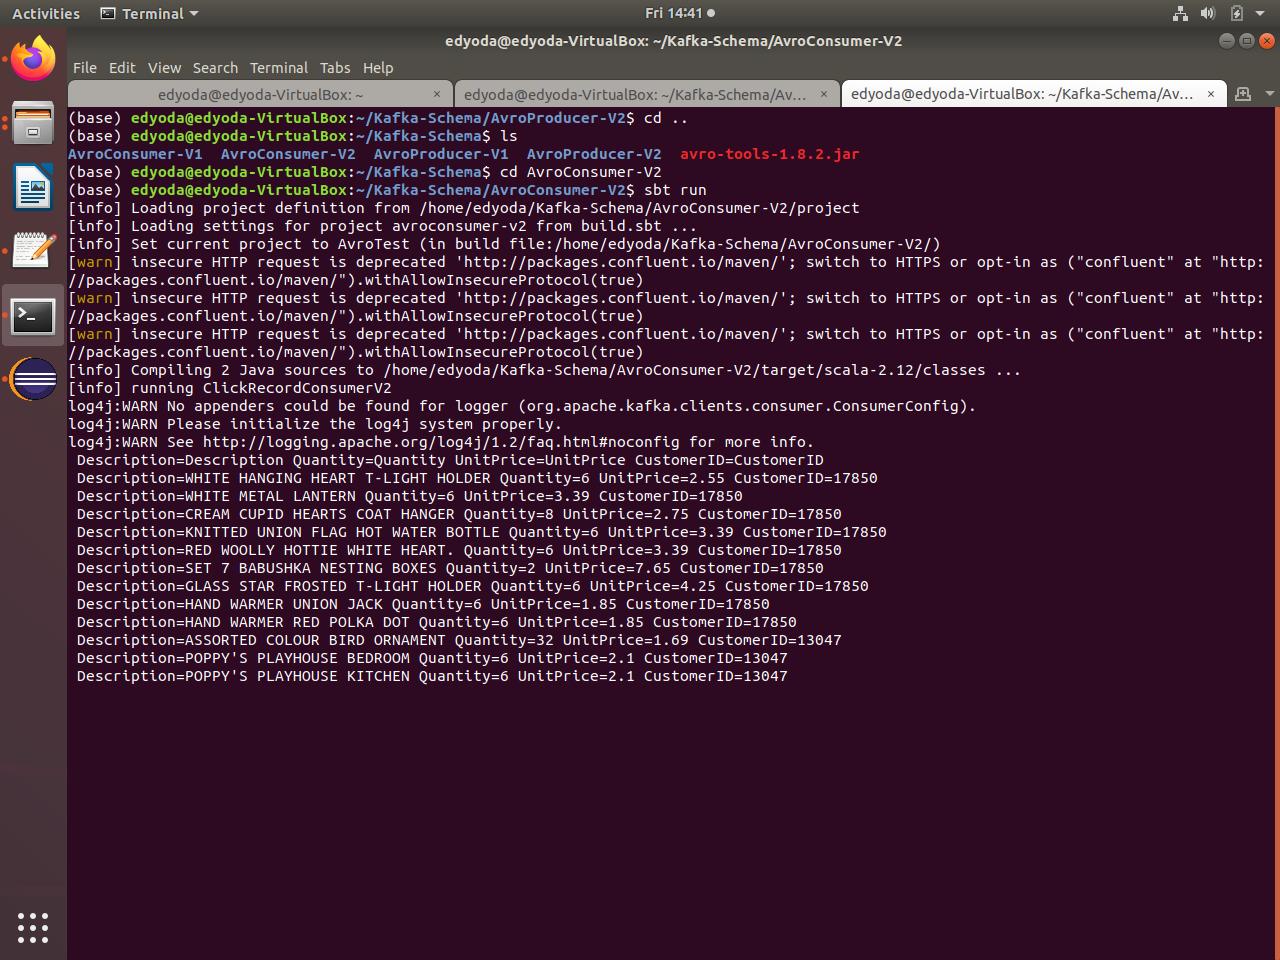 Activities Terminal Fri 14:41
edyoda@edyoda-VirtualBox: ~/Kafka-Schema/AvroConsumer-V2
File Edit View Search Terminal Tabs Help
edyoda@edyoda-VirtualBox: ~ × edyoda@edyoda-VirtualBox: ~/Kafka-Schema/Av... × edyoda@edyoda-VirtualBox: ~/Kafka-Schema/Av... ×
(base) edyoda@edyoda-VirtualBox:~/Kafka-Schema/AvroProducer-V2$ cd ..
(base) edyoda@edyoda-VirtualBox:~/Kafka-Schema$ ls
AvroConsumer-V1  AvroConsumer-V2  AvroProducer-V1  AvroProducer-V2  avro-tools-1.8.2.jar
(base) edyoda@edyoda-VirtualBox:~/Kafka-Schema$ cd AvroConsumer-V2
(base) edyoda@edyoda-VirtualBox:~/Kafka-Schema/AvroConsumer-V2$ sbt run
[info] Loading project definition from /home/edyoda/Kafka-Schema/AvroConsumer-V2/project
[info] Loading settings for project avroconsumer-v2 from build.sbt ...
[info] Set current project to AvroTest (in build file:/home/edyoda/Kafka-Schema/AvroConsumer-V2/)
[warn] insecure HTTP request is deprecated 'http://packages.confluent.io/maven/'; switch to HTTPS or opt-in as ("confluent" at "http:
//packages.confluent.io/maven/").withAllowInsecureProtocol(true)
[warn] insecure HTTP request is deprecated 'http://packages.confluent.io/maven/'; switch to HTTPS or opt-in as ("confluent" at "http:
//packages.confluent.io/maven/").withAllowInsecureProtocol(true)
[warn] insecure HTTP request is deprecated 'http://packages.confluent.io/maven/'; switch to HTTPS or opt-in as ("confluent" at "http:
//packages.confluent.io/maven/").withAllowInsecureProtocol(true)
[info] Compiling 2 Java sources to /home/edyoda/Kafka-Schema/AvroConsumer-V2/target/scala-2.12/classes ...
[info] running ClickRecordConsumerV2
log4j:WARN No appenders could be found for logger (org.apache.kafka.clients.consumer.ConsumerConfig).
log4j:WARN Please initialize the log4j system properly.
log4j:WARN See http://logging.apache.org/log4j/1.2/faq.html#noconfig for more info.
Description=Description Quantity=Quantity UnitPrice=UnitPrice CustomerID=CustomerID
Description=WHITE HANGING HEART T-LIGHT HOLDER Quantity=6 UnitPrice=2.55 CustomerID=17850
Description=WHITE METAL LANTERN Quantity=6 UnitPrice=3.39 CustomerID=17850
Description=CREAM CUPID HEARTS COAT HANGER Quantity=8 UnitPrice=2.75 CustomerID=17850
Description=KNITTED UNION FLAG HOT WATER BOTTLE Quantity=6 UnitPrice=3.39 CustomerID=17850
Description=RED WOOLLY HOTTIE WHITE HEART. Quantity=6 UnitPrice=3.39 CustomerID=17850
Description=SET 7 BABUSHKA NESTING BOXES Quantity=2 UnitPrice=7.65 CustomerID=17850
Description=GLASS STAR FROSTED T-LIGHT HOLDER Quantity=6 UnitPrice=4.25 CustomerID=17850
Description=HAND WARMER UNION JACK Quantity=6 UnitPrice=1.85 CustomerID=17850
Description=HAND WARMER RED POLKA DOT Quantity=6 UnitPrice=1.85 CustomerID=17850
Description=ASSORTED COLOUR BIRD ORNAMENT Quantity=32 UnitPrice=1.69 CustomerID=13047
Description=POPPY'S PLAYHOUSE BEDROOM Quantity=6 UnitPrice=2.1 CustomerID=13047
Description=POPPY'S PLAYHOUSE KITCHEN Quantity=6 UnitPrice=2.1 CustomerID=13047